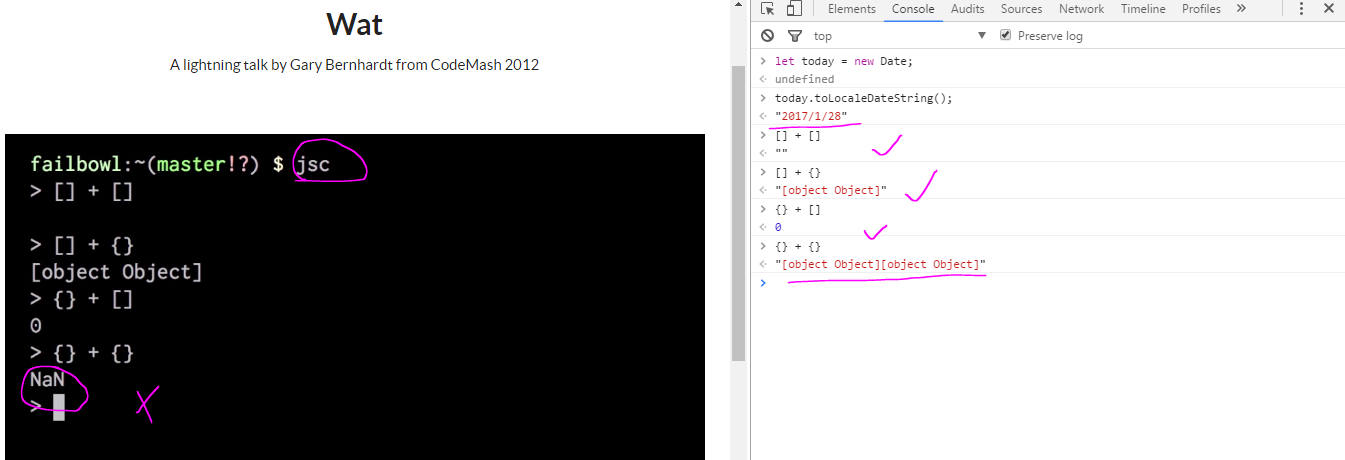 Wat
A lightning talk by Gary Bernhardt from CodeMash 2012
failbowl:~(master!?) $ jsc
> [] + []
> [] + {}
[object Object]
> {} + []
0
> {} + {}
NaN
>
Elements Console Audits Sources Network Timeline Profiles »
top ▼ Preserve log
> let today = new Date;
undefined
> today.toLocaleDateString();
"2017/1/28"
> [] + []
""
> [] + {}
"[object Object]"
> {} + []
0
> {} + {}
"[object Object][object Object]"
>